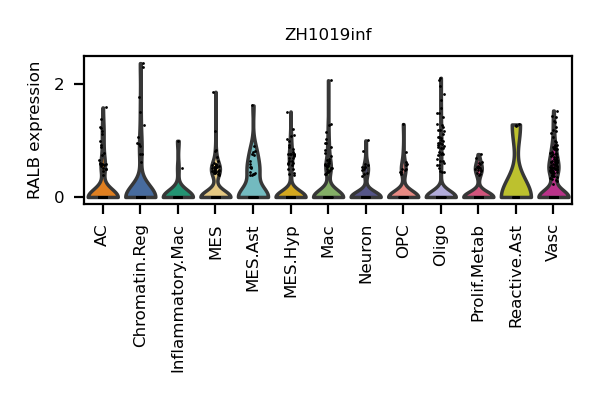 ZH1019inf
RALB expression
2
0
AC
Chromatin.Reg
Inflammatory.Mac
MES
MES.Ast
MES.Hyp
Mac
Neuron
OPC
Oligo
Prolif.Metab
Reactive.Ast
Vasc